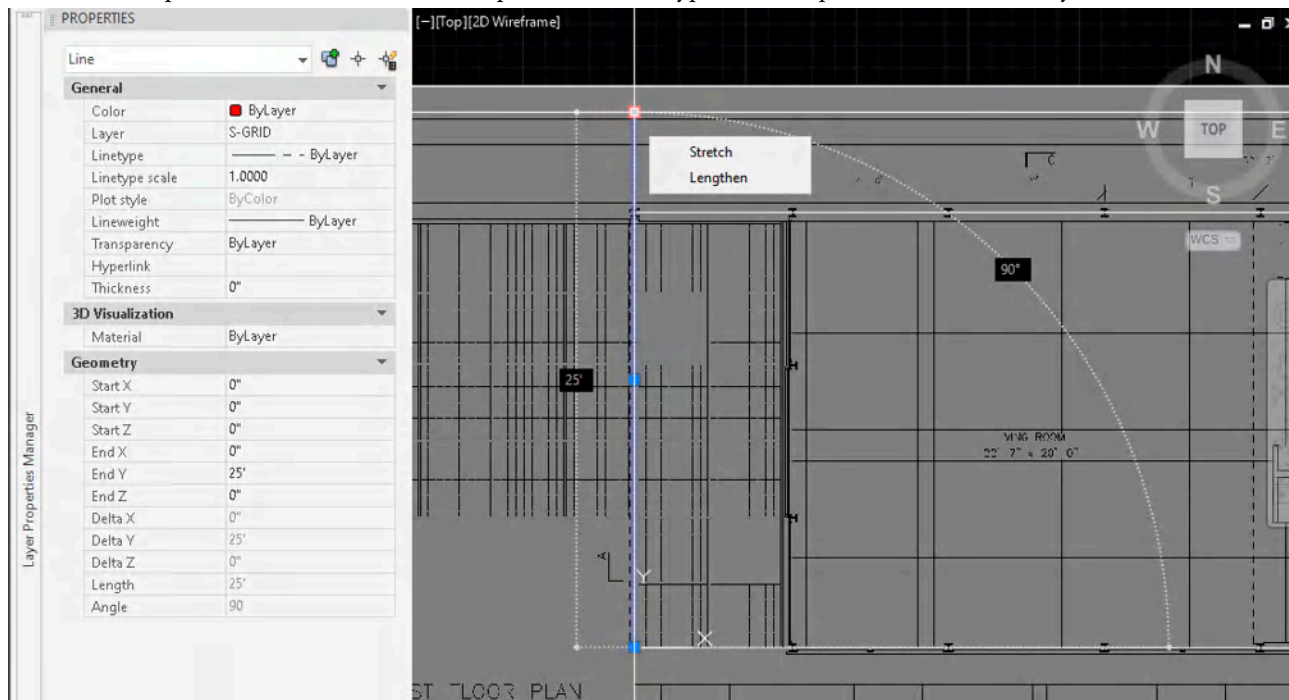 PROPERTIES
Line
General
Color ByLayer
Layer S-GRID
Linetype ByLayer
Linetype scale 1.0000
Plot style ByColor
Lineweight ByLayer
Transparency ByLayer
Hyperlink
Thickness 0"
3D Visualization
Material ByLayer
Geometry
Start X 0"
Start Y 0"
Start Z 0"
End X 0"
End Y 25'
End Z 0"
Delta X 0"
Delta Y 25'
Delta Z 0"
Length 25'
Angle 90
Layer Properties Manager
[−][Top][2D Wireframe]
N
W TOP E
S
WCS
Stretch
Lengthen
90°
25'
VING ROOM
A
Y
X
ST FLOOR PLAN